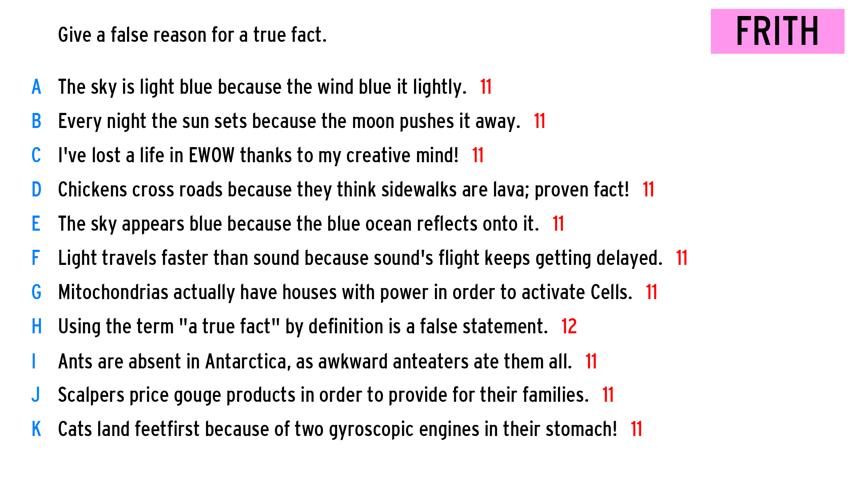 Give a false reason for a true fact.
FRITH
A The sky is light blue because the wind blue it lightly. 11
B Every night the sun sets because the moon pushes it away. 11
C I've lost a life in EWOW thanks to my creative mind! 11
D Chickens cross roads because they think sidewalks are lava; proven fact! 11
E The sky appears blue because the blue ocean reflects onto it. 11
F Light travels faster than sound because sound's flight keeps getting delayed. 11
G Mitochondrias actually have houses with power in order to activate Cells. 11
H Using the term "a true fact" by definition is a false statement. 12
I Ants are absent in Antarctica, as awkward anteaters ate them all. 11
J Scalpers price gouge products in order to provide for their families. 11
K Cats land feetfirst because of two gyroscopic engines in their stomach! 11